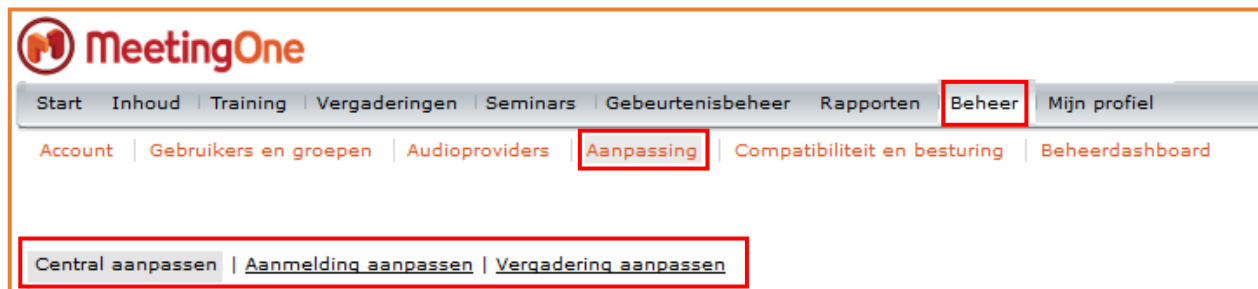 MeetingOne
Start Inhoud | Training | Vergaderingen | Seminars | Gebeurtenisbeheer Rapporten | Beheer | Mijn profiel
Account | Gebruikers en groepen | Audioproviders | Aanpassing | Compatibiliteit en besturing | Beheerdashboard
Central aanpassen | Aanmelding aanpassen | Vergadering aanpassen